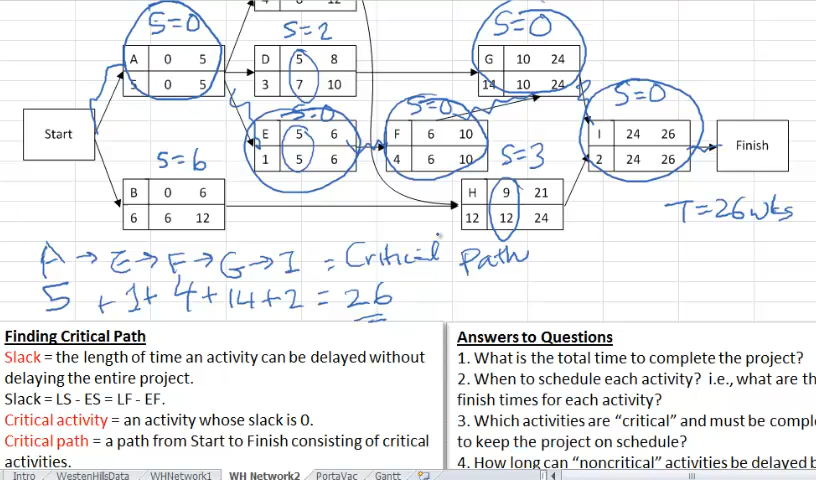 S=0
A 0 5
5 0 5
S=2
D 5 8
3 7 10
S=0
G 10 24
14 10 24
S=0
E 5 6
1 5 6
S=0
F 6 10
4 6 10
S=0
I 24 26
2 24 26
Start
Finish
S=6
B 0 6
6 6 12
S=3
H 9 21
12 12 24
T=26wks
A → E → F → G → I = Critical Path
5 + 1 + 4 + 14 + 2 = 26
Finding Critical Path
Slack = the length of time an activity can be delayed without
delaying the entire project.
Slack = LS - ES = LF - EF.
Critical activity = an activity whose slack is 0.
Critical path = a path from Start to Finish consisting of critical
activities.
Answers to Questions
1. What is the total time to complete the project?
2. When to schedule each activity? i.e., what are th
finish times for each activity?
3. Which activities are “critical” and must be comple
to keep the project on schedule?
4. How long can “noncritical” activities be delayed b
Intro WestenHillsData WHNetwork1 WH Network2 PortaVac Gantt